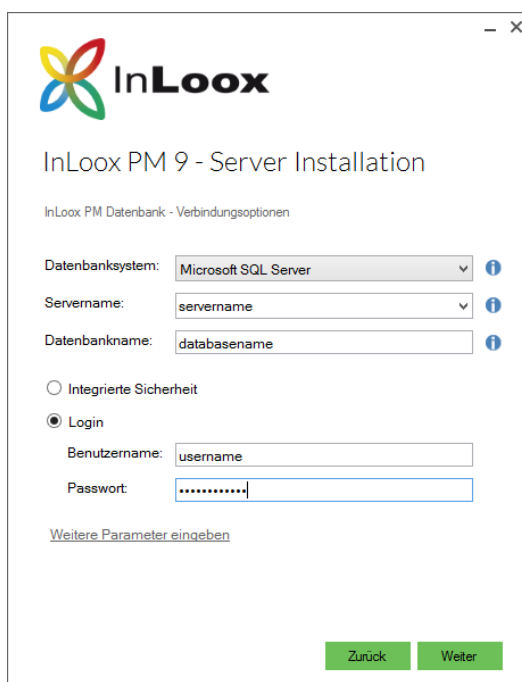 InLoox
InLoox PM 9 - Server Installation
InLoox PM Datenbank - Verbindungsoptionen
Datenbanksystem: Microsoft SQL Server
Servername: servername
Datenbankname: databasename
Integrierte Sicherheit
Login
Benutzername: username
Passwort: ••••••••••••
Weitere Parameter eingeben
Zurück Weiter